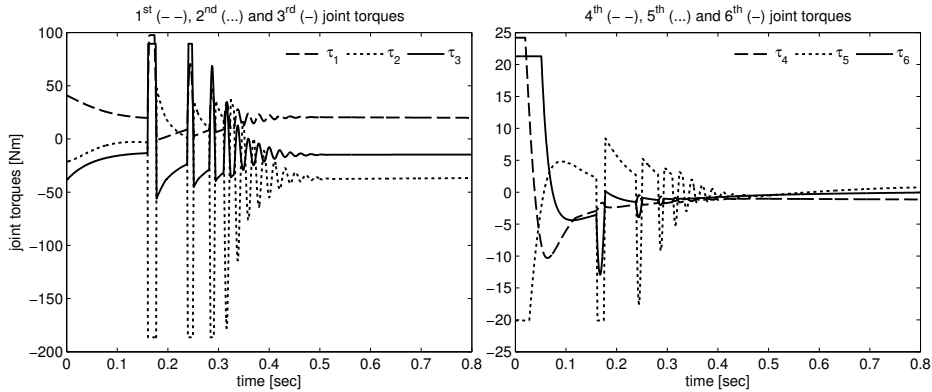 1st (− −), 2nd (...) and 3rd (−) joint torques
τ1 τ2 τ3
100
50
0
−50
−100
−150
−200
joint torques [Nm]
0 0.1 0.2 0.3 0.4 0.5 0.6 0.7 0.8
time [sec]
4th (− −), 5th (...) and 6th (−) joint torques
τ4 τ5 τ6
25
20
15
10
5
0
−5
−10
−15
−20
−25
0 0.1 0.2 0.3 0.4 0.5 0.6 0.7 0.8
time [sec]